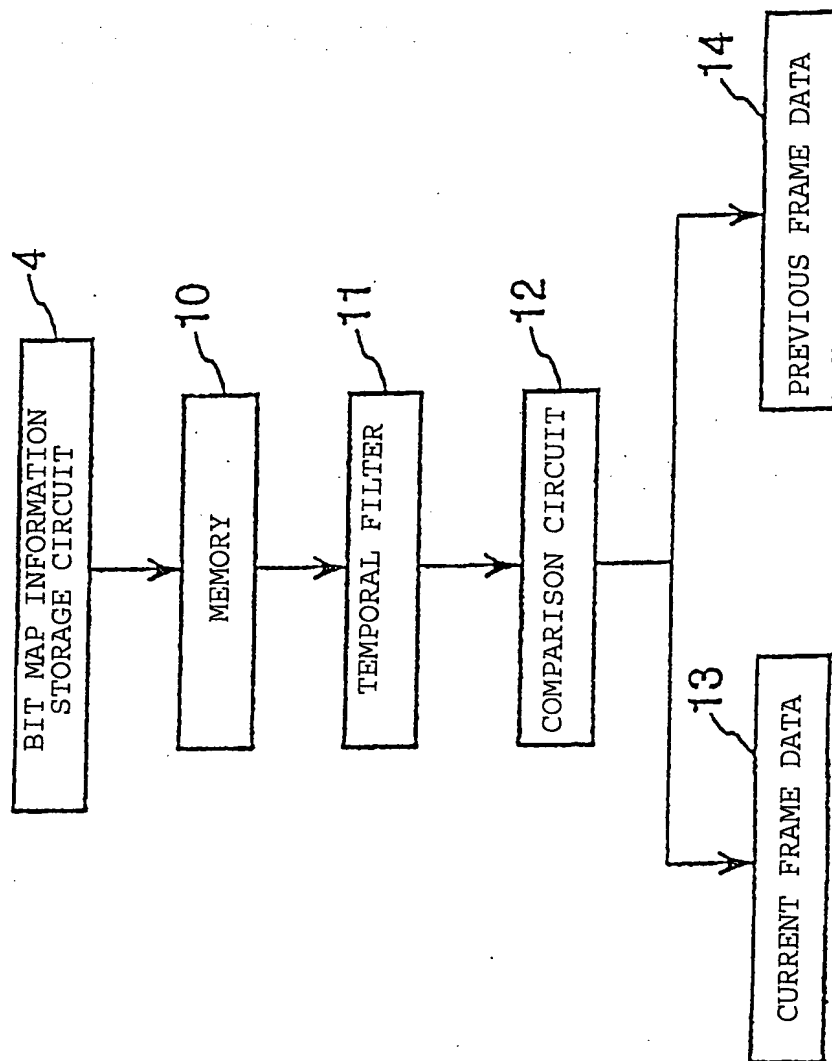 BIT MAP INFORMATION
STORAGE CIRCUIT
4
MEMORY
10
TEMPORAL FILTER
11
COMPARISON CIRCUIT
12
CURRENT FRAME DATA
13
PREVIOUS FRAME DATA
14